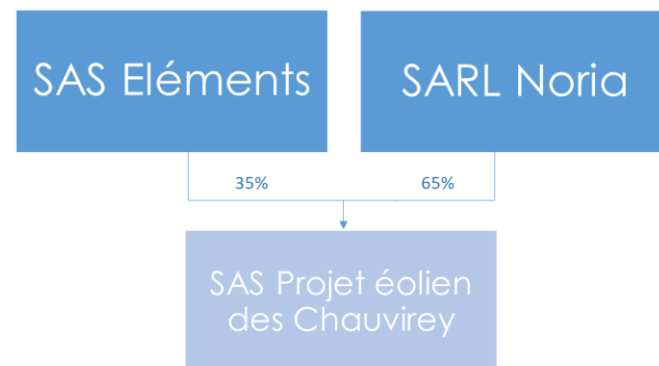 SAS Eléments
SARL Noria
35%
65%
SAS Projet éolien
des Chauvirey